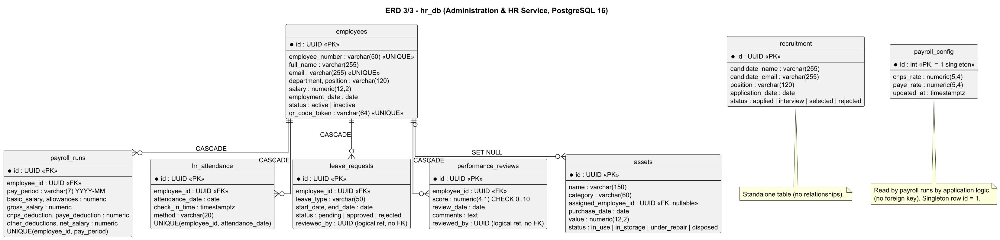 ERD 3/3 - hr_db (Administration & HR Service, PostgreSQL 16)
employees
id : UUID «PK»
employee_number : varchar(50) «UNIQUE»
full_name : varchar(255)
email : varchar(255) «UNIQUE»
department, position : varchar(120)
salary : numeric(12,2)
employment_date : date
status : active | inactive
qr_code_token : varchar(64) «UNIQUE»
recruitment
id : UUID «PK»
candidate_name : varchar(255)
candidate_email : varchar(255)
position : varchar(120)
application_date : date
status : applied | interview | selected | rejected
payroll_config
id : int «PK, = 1 singleton»
cnps_rate : numeric(5,4)
paye_rate : numeric(5,4)
updated_at : timestamptz
CASCADE
CASCADE
CASCADE
CASCADE
SET NULL
payroll_runs
id : UUID «PK»
employee_id : UUID «FK»
pay_period : varchar(7) YYYY-MM
basic_salary, allowances : numeric
gross_salary : numeric
cnps_deduction, paye_deduction : numeric
other_deductions, net_salary : numeric
UNIQUE(employee_id, pay_period)
hr_attendance
id : UUID «PK»
employee_id : UUID «FK»
attendance_date : date
check_in_time : timestamptz
method : varchar(20)
UNIQUE(employee_id, attendance_date)
leave_requests
id : UUID «PK»
employee_id : UUID «FK»
leave_type : varchar(50)
start_date, end_date : date
status : pending | approved | rejected
reviewed_by : UUID (logical ref, no FK)
performance_reviews
id : UUID «PK»
employee_id : UUID «FK»
score : numeric(4,1) CHECK 0..10
review_date : date
comments : text
reviewed_by : UUID (logical ref, no FK)
assets
id : UUID «PK»
name : varchar(150)
category : varchar(60)
assigned_employee_id : UUID «FK, nullable»
purchase_date : date
value : numeric(12,2)
status : in_use | in_storage | under_repair | disposed
Standalone table (no relationships).
Read by payroll runs by application logic
(no foreign key). Singleton row id = 1.